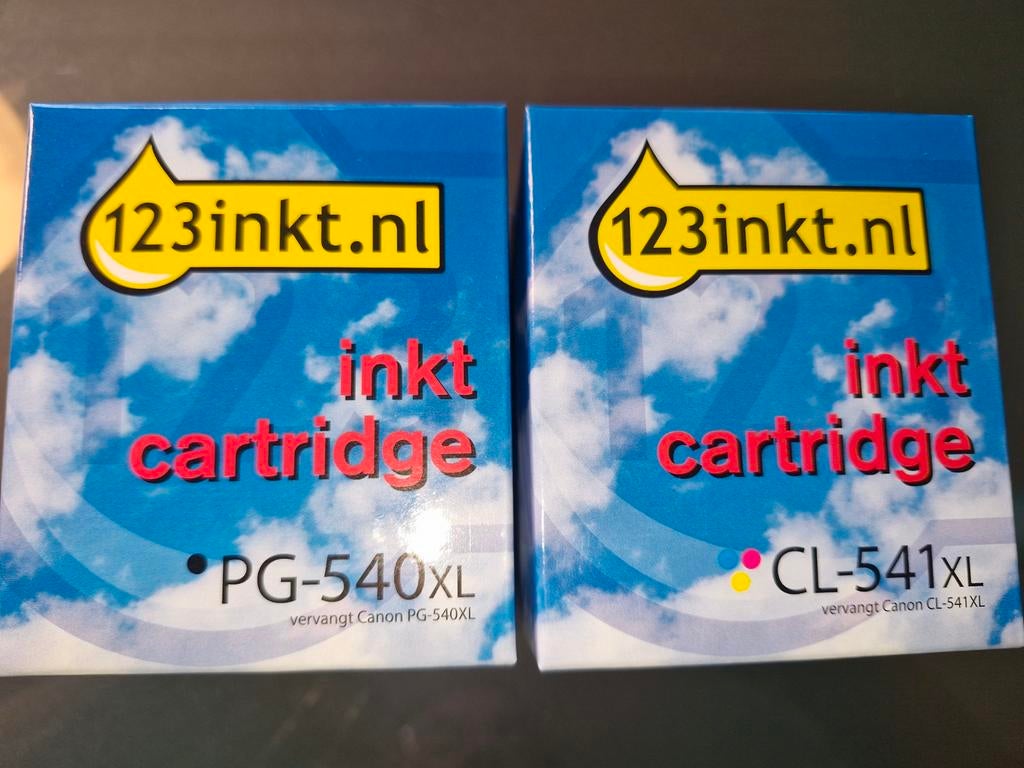 123inkt.nl
inkt
cartridge
PG-540XL
vervangt Canon PG-540XL
123inkt.nl
inkt
cartridge
CL-541XL
vervangt Canon CL-541XL